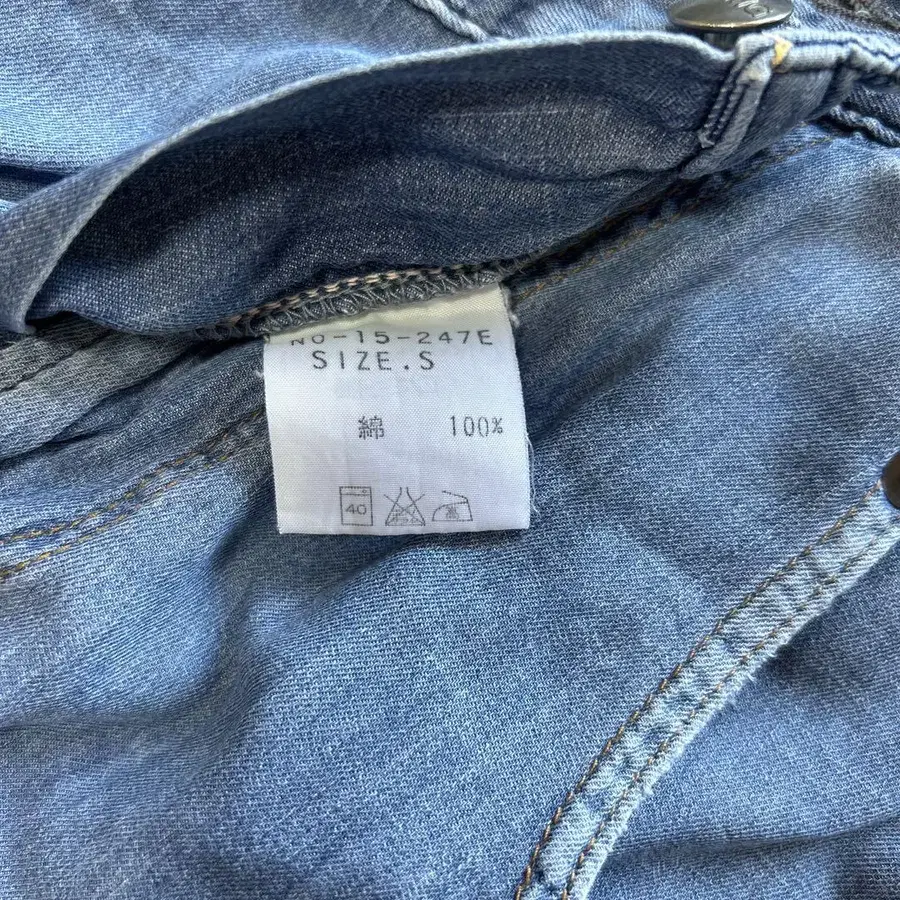 NO-15-247E
SIZE.S
綿 100%
40